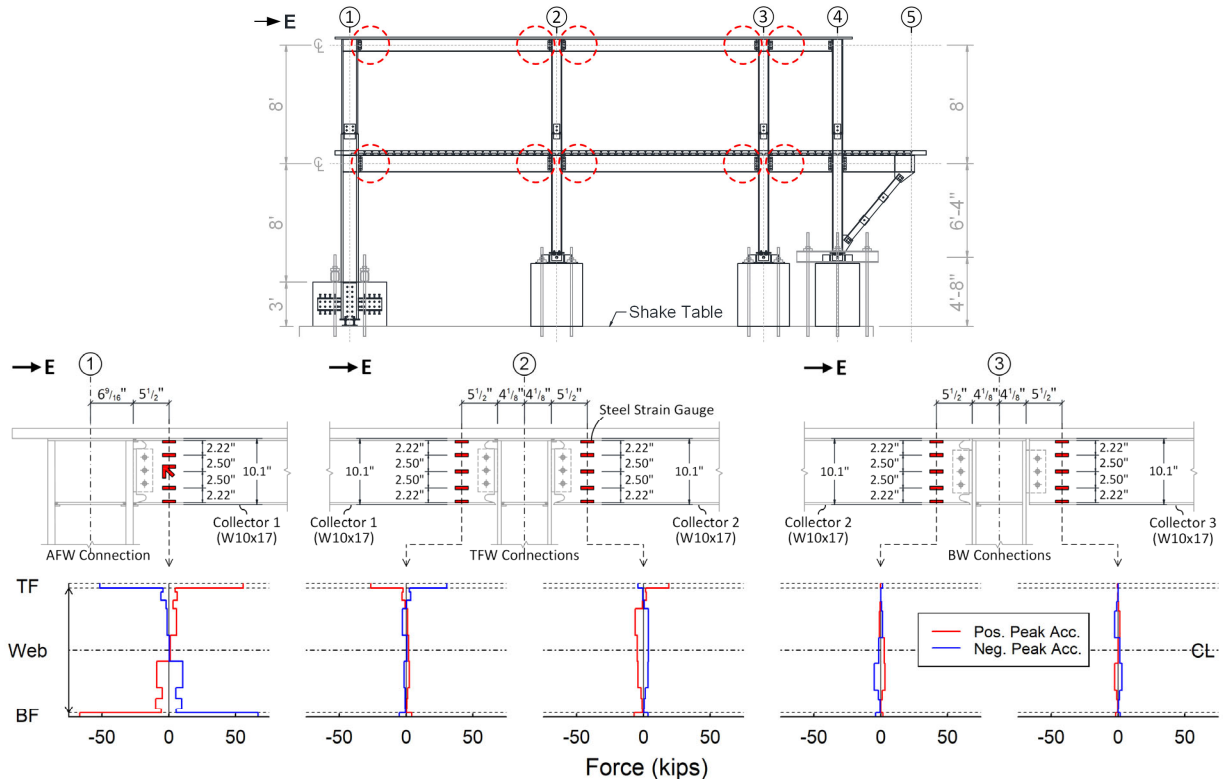 E
1
2
3
4
5
℄
8'
8'
℄
8'
6'-4"
3'
4'-8"
Shake Table
E
1
6 9/16"
5 1/2"
2.22"
2.50"
2.50"
2.22"
10.1"
Collector 1
(W10x17)
AFW Connection
E
2
5 1/2"
4 1/8"
4 1/8"
5 1/2"
Steel Strain Gauge
10.1"
2.22"
2.50"
2.50"
2.22"
2.22"
2.50"
2.50"
2.22"
10.1"
Collector 1
(W10x17)
Collector 2
(W10x17)
TFW Connections
E
3
5 1/2"
4 1/8"
4 1/8"
5 1/2"
10.1"
2.22"
2.50"
2.50"
2.22"
2.22"
2.50"
2.50"
2.22"
10.1"
Collector 2
(W10x17)
Collector 3
(W10x17)
BW Connections
TF
Web
BF
Pos. Peak Acc.
Neg. Peak Acc.
CL
-50 0 50
-50 0 50
-50 0 50
-50 0 50
-50 0 50
Force (kips)